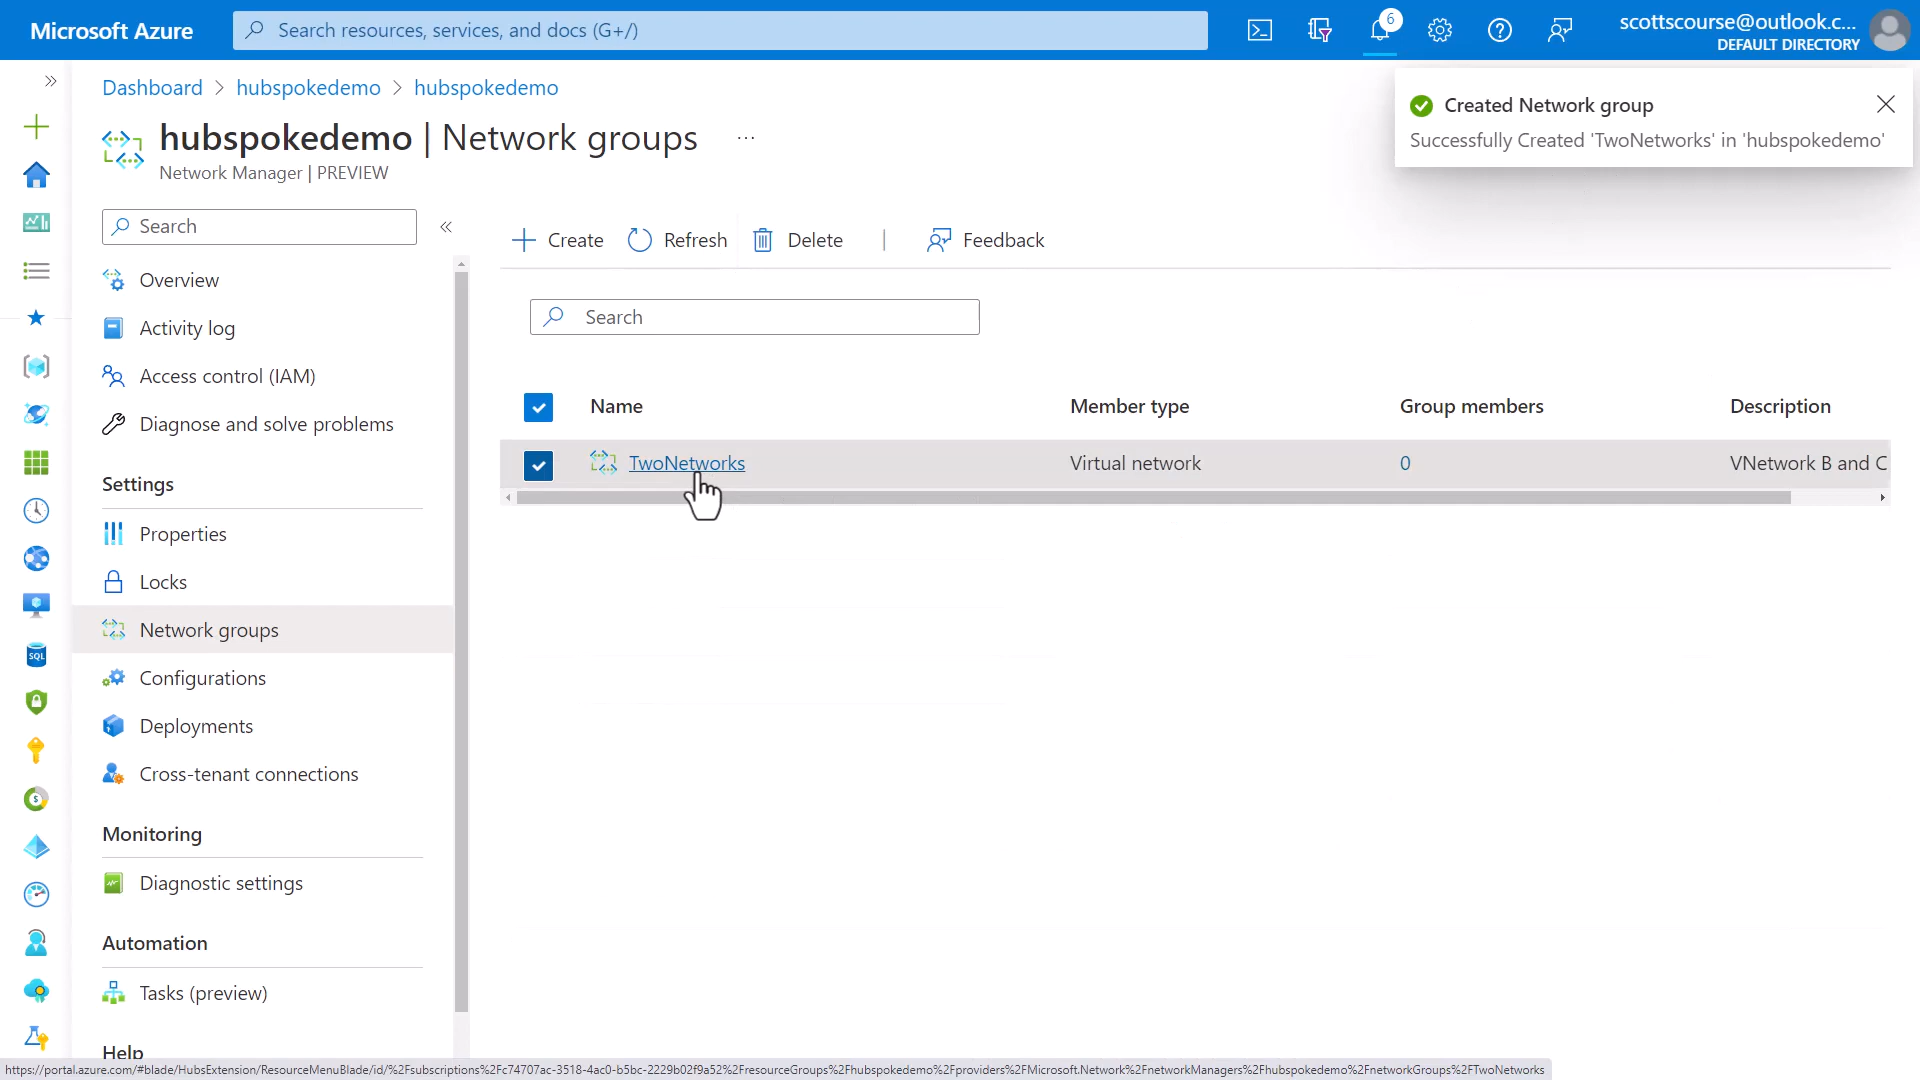 Microsoft Azure
Search resources, services, and docs (G+/)
6
scottscourse@outlook.c...
DEFAULT DIRECTORY
Dashboard > hubspokedemo > hubspokedemo
Created Network group
Successfully Created 'TwoNetworks' in 'hubspokedemo'
hubspokedemo | Network groups ...
Network Manager | PREVIEW
Search
«
Create
Refresh
Delete
|
Feedback
Overview
Activity log
Access control (IAM)
Diagnose and solve problems
Settings
Properties
Locks
Network groups
Configurations
Deployments
Cross-tenant connections
Monitoring
Diagnostic settings
Automation
Tasks (preview)
Help
Search
Name Member type Group members Description
TwoNetworks Virtual network 0 VNetwork B and C
SQL
$
https://portal.azure.com/#blade/HubsExtension/ResourceMenuBlade/id/%2Fsubscriptions%2Fc74707ac-3518-4ac0-b5bc-2229b02f9a52%2FresourceGroups%2Fhubspokedemo%2Fproviders%2FMicrosoft.Network%2FnetworkManagers%2Fhubspokedemo%2FnetworkGroups%2FTwoNetworks